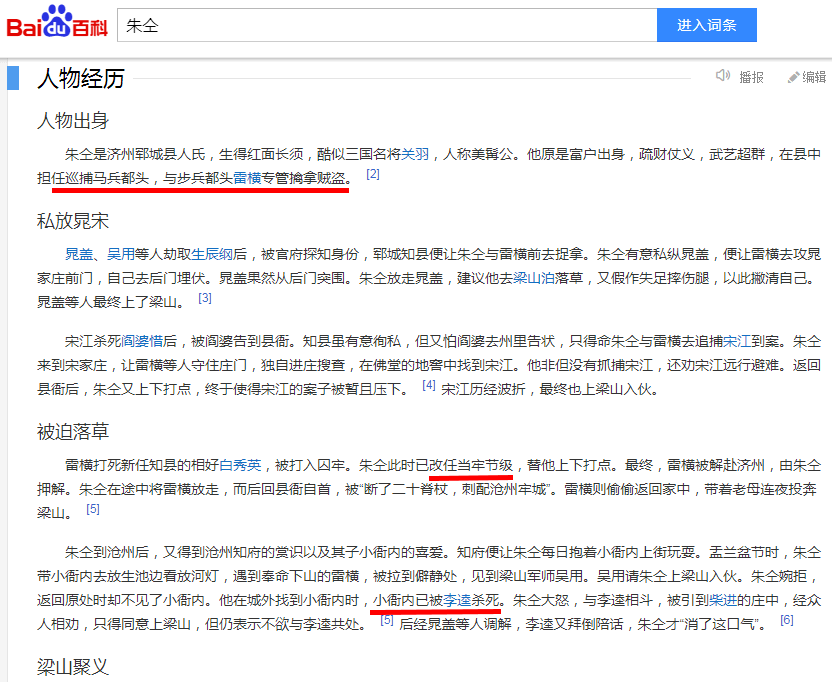 Bai du 百科
朱仝
进入词条
人物经历
播报
编辑
人物出身
朱仝是济州郓城县人氏，生得红面长须，酷似三国名将关羽，人称美髯公。他原是富户出身，疏财仗义，武艺超群，在县中
担任巡捕马兵都头，与步兵都头雷横专管擒拿贼盗。 [2]
私放晁宋
晁盖、吴用等人劫取生辰纲后，被官府探知身份，郓城知县便让朱仝与雷横前去捉拿。朱仝有意私纵晁盖，便让雷横去攻晁
家庄前门，自己去后门埋伏。晁盖果然从后门突围。朱仝放走晁盖，建议他去梁山泊落草，又假作失足摔伤腿，以此撇清自己。
晁盖等人最终上了梁山。 [3]
宋江杀死阎婆惜后，被阎婆告到县衙。知县虽有意徇私，但又怕阎婆去州里告状，只得命朱仝与雷横去追捕宋江到案。朱仝
来到宋家庄，让雷横等人守住庄门，独自进庄搜查，在佛堂的地窖中找到宋江。他非但没有抓捕宋江，还劝宋江远行避难。返回
县衙后，朱仝又上下打点，终于使得宋江的案子被暂且压下。 [4] 宋江历经波折，最终也上梁山入伙。
被迫落草
雷横打死新任知县的相好白秀英，被打入囚牢。朱仝此时已改任当牢节级，替他上下打点。最终，雷横被解赴济州，由朱仝
押解。朱仝在途中将雷横放走，而后回县衙自首，被“断了二十脊杖，刺配沧州牢城”。雷横则偷偷返回家中，带着老母连夜投奔
梁山。 [5]
朱仝到沧州后，又得到沧州知府的赏识以及其子小衙内的喜爱。知府便让朱仝每日抱着小衙内上街玩耍。盂兰盆节时，朱仝
带小衙内去放生池边看放河灯，遇到奉命下山的雷横，被拉到僻静处，见到梁山军师吴用。吴用请朱仝上梁山入伙。朱仝婉拒，
返回原处时却不见了小衙内。他在城外找到小衙内时，小衙内已被李逵杀死。朱仝大怒，与李逵相斗，被引到柴进的庄中，经众
人相劝，只得同意上梁山，但仍表示不欲与李逵共处。 [5] 后经晁盖等人调解，李逵又拜倒陪话，朱仝才“消了这口气”。 [6]
梁山聚义